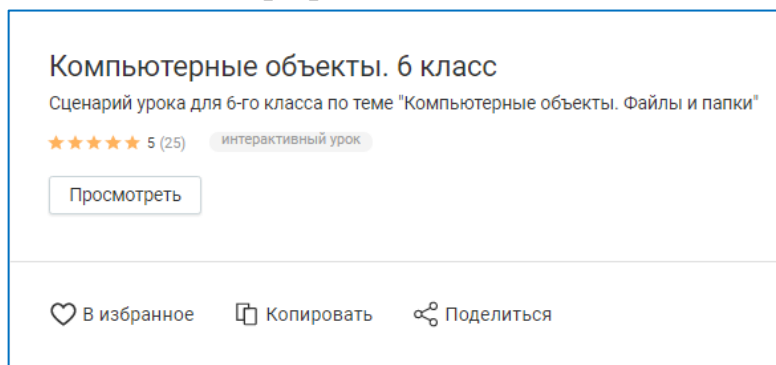 Компьютерные объекты. 6 класс
Сценарий урока для 6-го класса по теме "Компьютерные объекты. Файлы и папки"
5 (25) интерактивный урок
Просмотреть
В избранное Копировать Поделиться